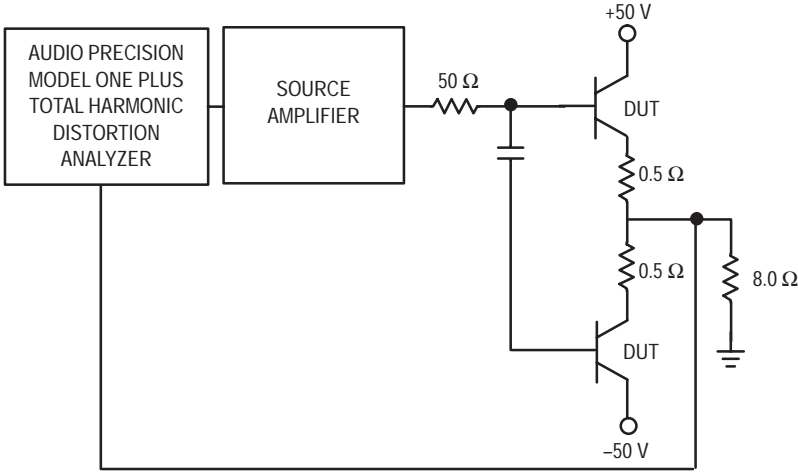 +50 V
AUDIO PRECISION
MODEL ONE PLUS
TOTAL HARMONIC
DISTORTION
ANALYZER
SOURCE
AMPLIFIER
50 Ω
DUT
0.5 Ω
0.5 Ω
8.0 Ω
DUT
–50 V